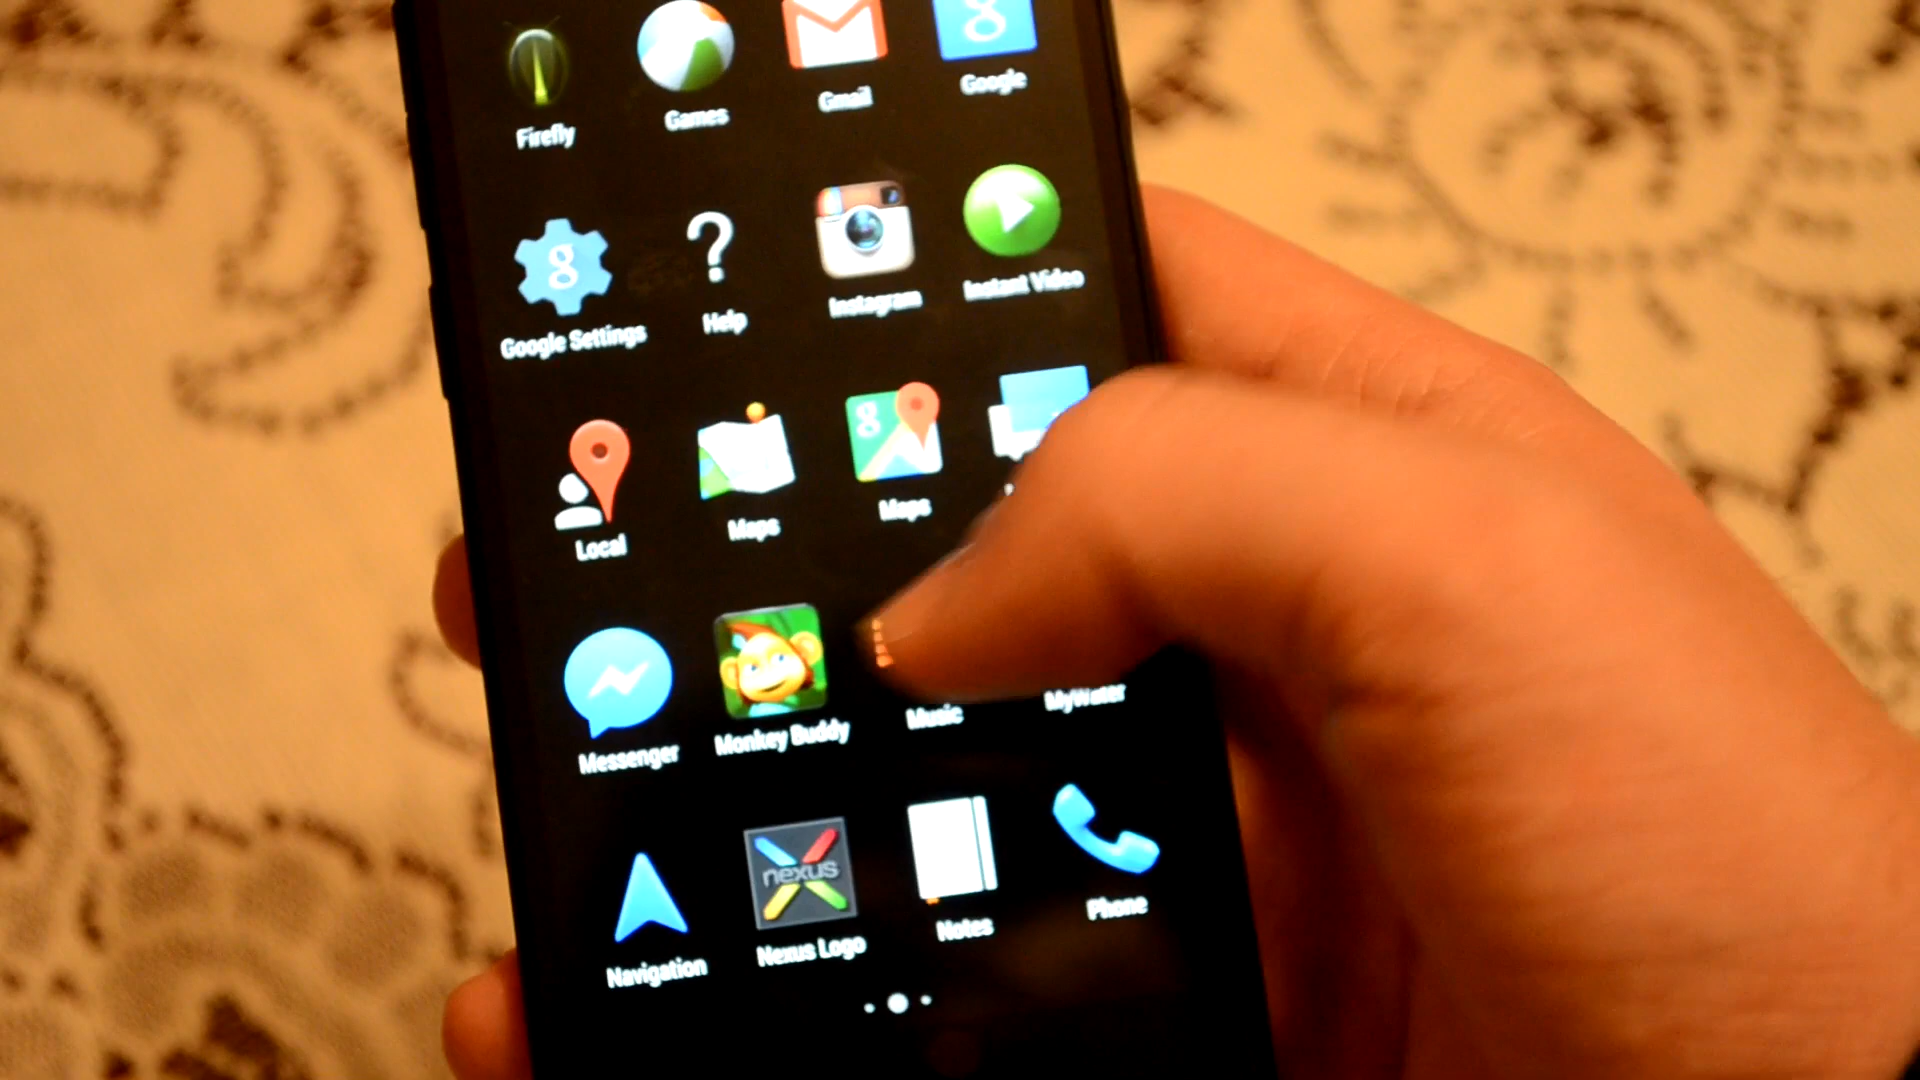 Firefly
Games
Gmail
g
Google
g
Google Settings
?
Help
Instagram
Instant Video
Local
Maps
g
Maps
Messenger
Monkey Buddy
Music
MyWater
Navigation
nexus
Nexus Logo
Notes
Phone